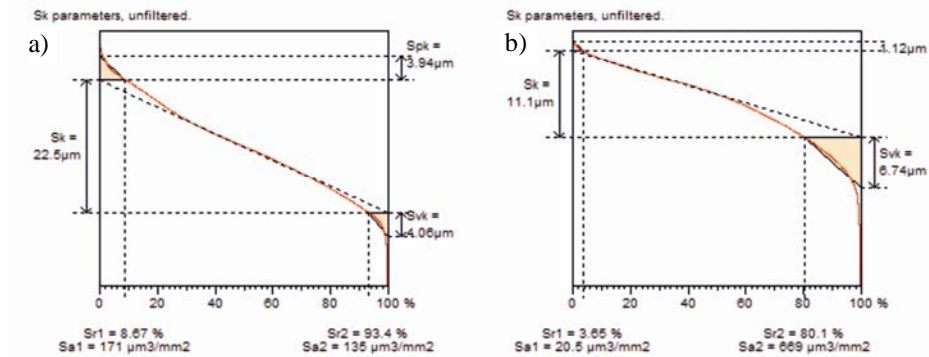 Sk parameters, unfiltered.
a)
Spk =
3.94µm
Sk =
22.5µm
Svk =
4.06µm
0 20 40 60 80 100 %
Sr1 = 8.67 % Sr2 = 93.4 %
Sa1 = 171 µm3/mm2 Sa2 = 135 µm3/mm2
Sk parameters, unfiltered.
b)
1.12µm
Sk =
11.1µm
Svk =
6.74µm
0 20 40 60 80 100 %
Sr1 = 3.65 % Sr2 = 80.1 %
Sa1 = 20.5 µm3/mm2 Sa2 = 669 µm3/mm2